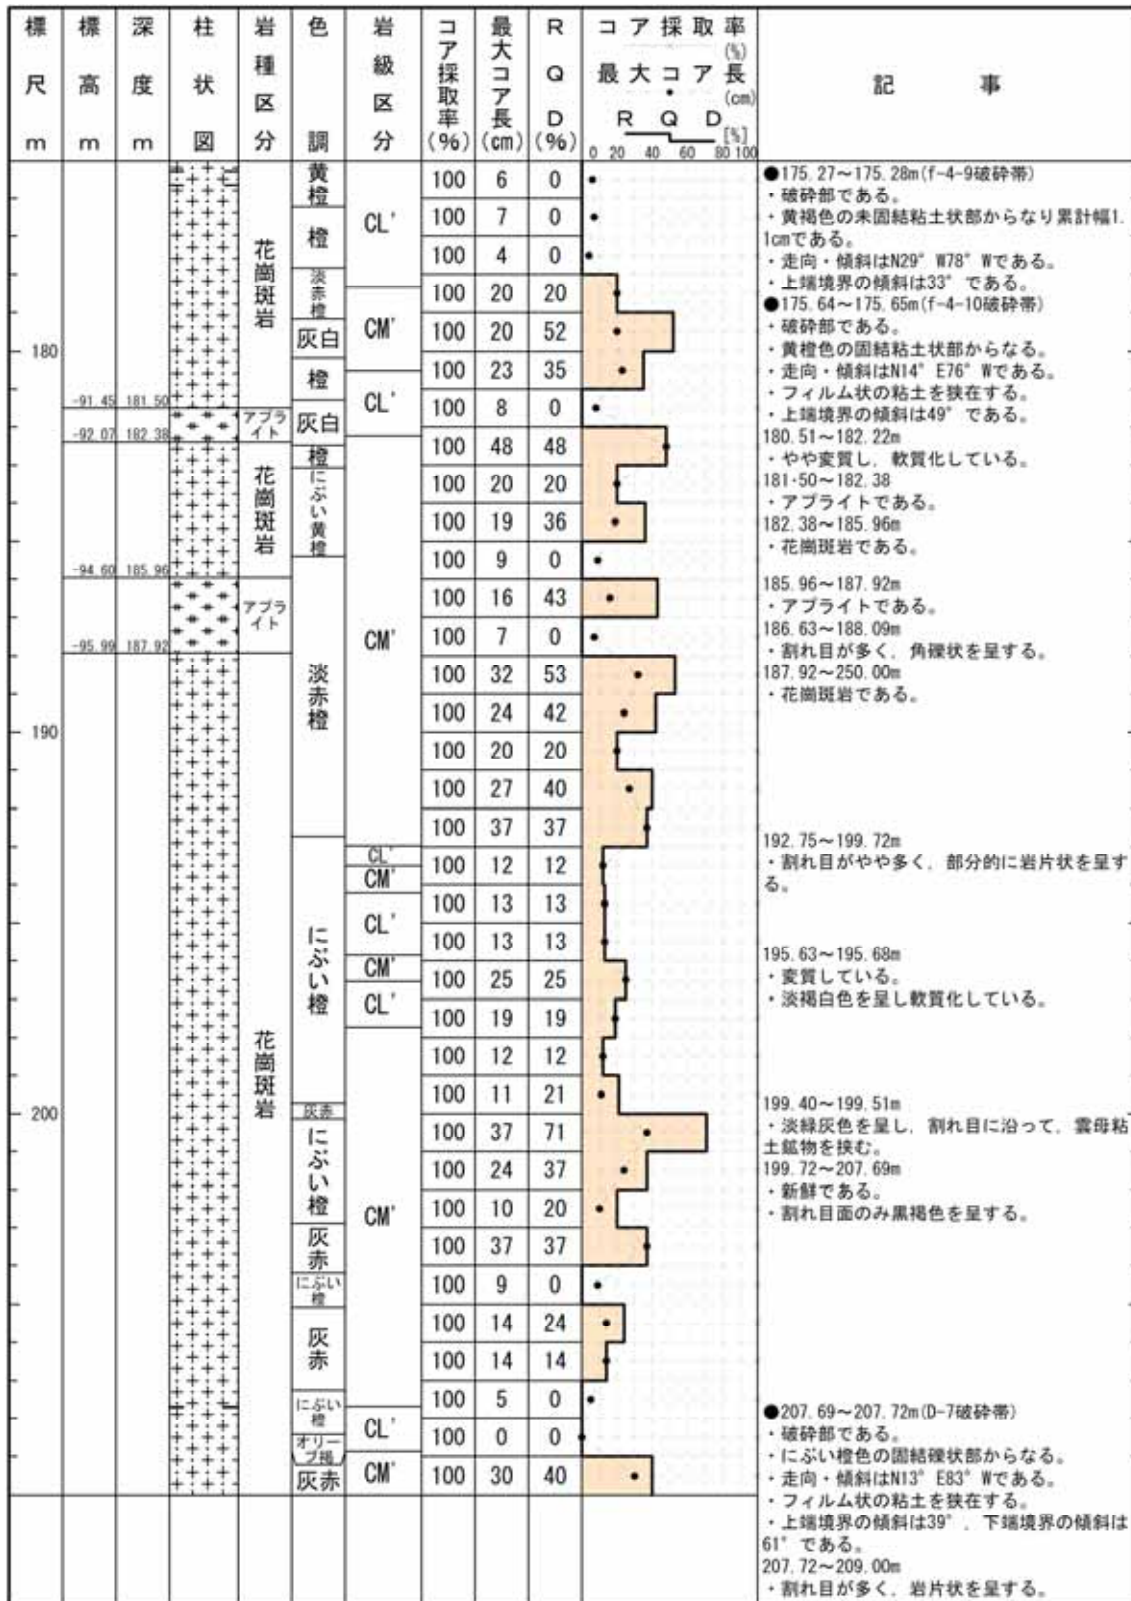 標尺m
標高m
深度m
柱状図
岩種区分
色調
岩級区分
コア採取率(%)
最大コア長(cm)
RQD(%)
コア採取率
(%)
最大コア長
(cm)
RQD
[%]
0 20 40 60 80 100
記事
180
190
200
-91.45 181.50
-92.07 182.38
-94.60 185.96
-95.99 187.92
花崗斑岩
アプライト
花崗斑岩
アプライト
花崗斑岩
黄橙
橙
淡赤橙
灰白
橙
灰白
橙
にぶい黄橙
淡赤橙
にぶい橙
灰赤
にぶい橙
灰赤
にぶい橙
灰赤
にぶい橙
オリーブ褐
灰赤
CL'
CM'
CL'
CM'
CL'
CM'
CL'
CM'
CL'
CM'
CL'
CM'
100 6 0
100 7 0
100 4 0
100 20 20
100 20 52
100 23 35
100 8 0
100 48 48
100 20 20
100 19 36
100 9 0
100 16 43
100 7 0
100 32 53
100 24 42
100 20 20
100 27 40
100 37 37
100 12 12
100 13 13
100 13 13
100 25 25
100 19 19
100 12 12
100 11 21
100 37 71
100 24 37
100 10 20
100 37 37
100 9 0
100 14 24
100 14 14
100 5 0
100 0 0
100 30 40
●175.27～175.28m(f-4-9破砕帯)
・破砕部である。
・黄褐色の未固結粘土状部からなり累計幅1.
1cmである。
・走向・傾斜はN29°W78°Wである。
・上端境界の傾斜は33°である。
●175.64～175.65m(f-4-10破砕帯)
・破砕部である。
・黄橙色の固結粘土状部からなる。
・走向・傾斜はN14°E76°Wである。
・フィルム状の粘土を狭在する。
・上端境界の傾斜は49°である。
180.51～182.22m
・やや変質し，軟質化している。
181・50～182.38
・アプライトである。
182.38～185.96m
・花崗斑岩である。
185.96～187.92m
・アプライトである。
186.63～188.09m
・割れ目が多く，角礫状を呈する。
187.92～250.00m
・花崗斑岩である。
192.75～199.72m
・割れ目がやや多く，部分的に岩片状を呈す
る。
195.63～195.68m
・変質している。
・淡褐白色を呈し軟質化している。
199.40～199.51m
・淡緑灰色を呈し，割れ目に沿って，雲母粘
土鉱物を挟む。
199.72～207.69m
・新鮮である。
・割れ目面のみ黒褐色を呈する。
●207.69～207.72m(D-7破砕帯)
・破砕部である。
・にぶい橙色の固結礫状部からなる。
・走向・傾斜はN13°E83°Wである。
・フィルム状の粘土を狭在する。
・上端境界の傾斜は39°，下端境界の傾斜は
61°である。
207.72～209.00m
・割れ目が多く，岩片状を呈する。